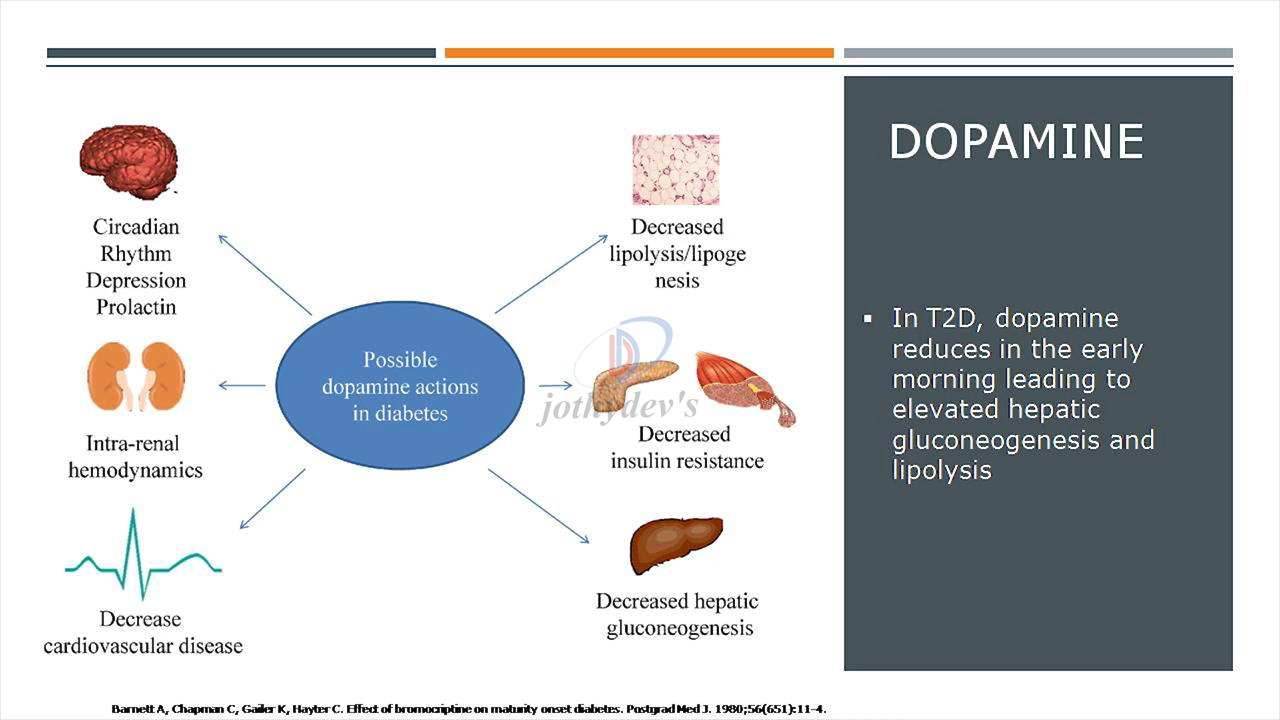 DOPAMINE
Circadian
Rhythm
Depression
Prolactin
Decreased
lipolysis/lipoge
nesis
Possible
dopamine actions
in diabetes
jothydev's
Intra-renal
hemodynamics
Decreased
insulin resistance
Decrease
cardiovascular disease
Decreased hepatic
gluconeogenesis
▪ In T2D, dopamine
reduces in the early
morning leading to
elevated hepatic
gluconeogenesis and
lipolysis
Barnett A, Chapman C, Gailer K, Hayter C. Effect of bromocriptine on maturity onset diabetes. Postgrad Med J. 1980;56(651):11-4.